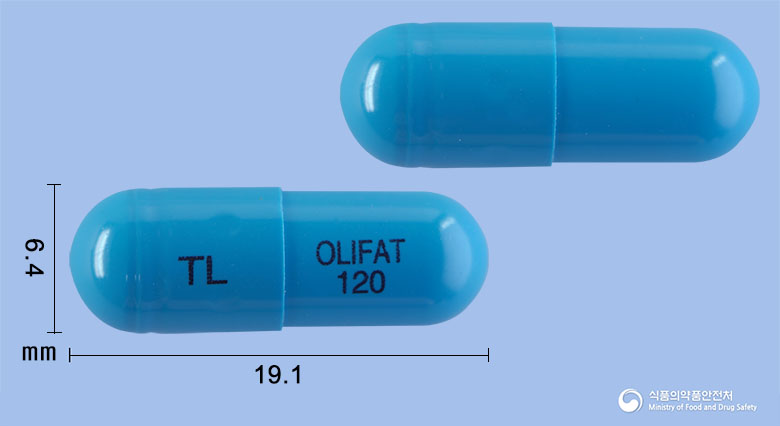 TL
OLIFAT
120
6.4
mm
19.1
식품의약품안전처
Ministry of Food and Drug Safety